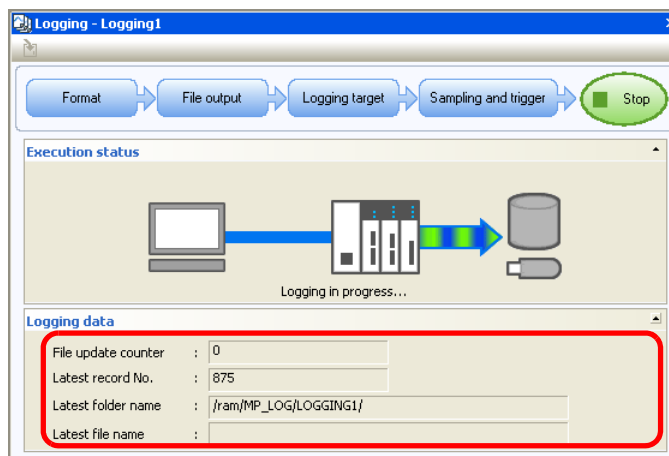 Logging - Logging1
Format File output Logging target Sampling and trigger Stop
Execution status
Logging in progress...
Logging data
File update counter : 0
Latest record No. : 875
Latest folder name : /ram/MP_LOG/LOGGING1/
Latest file name :